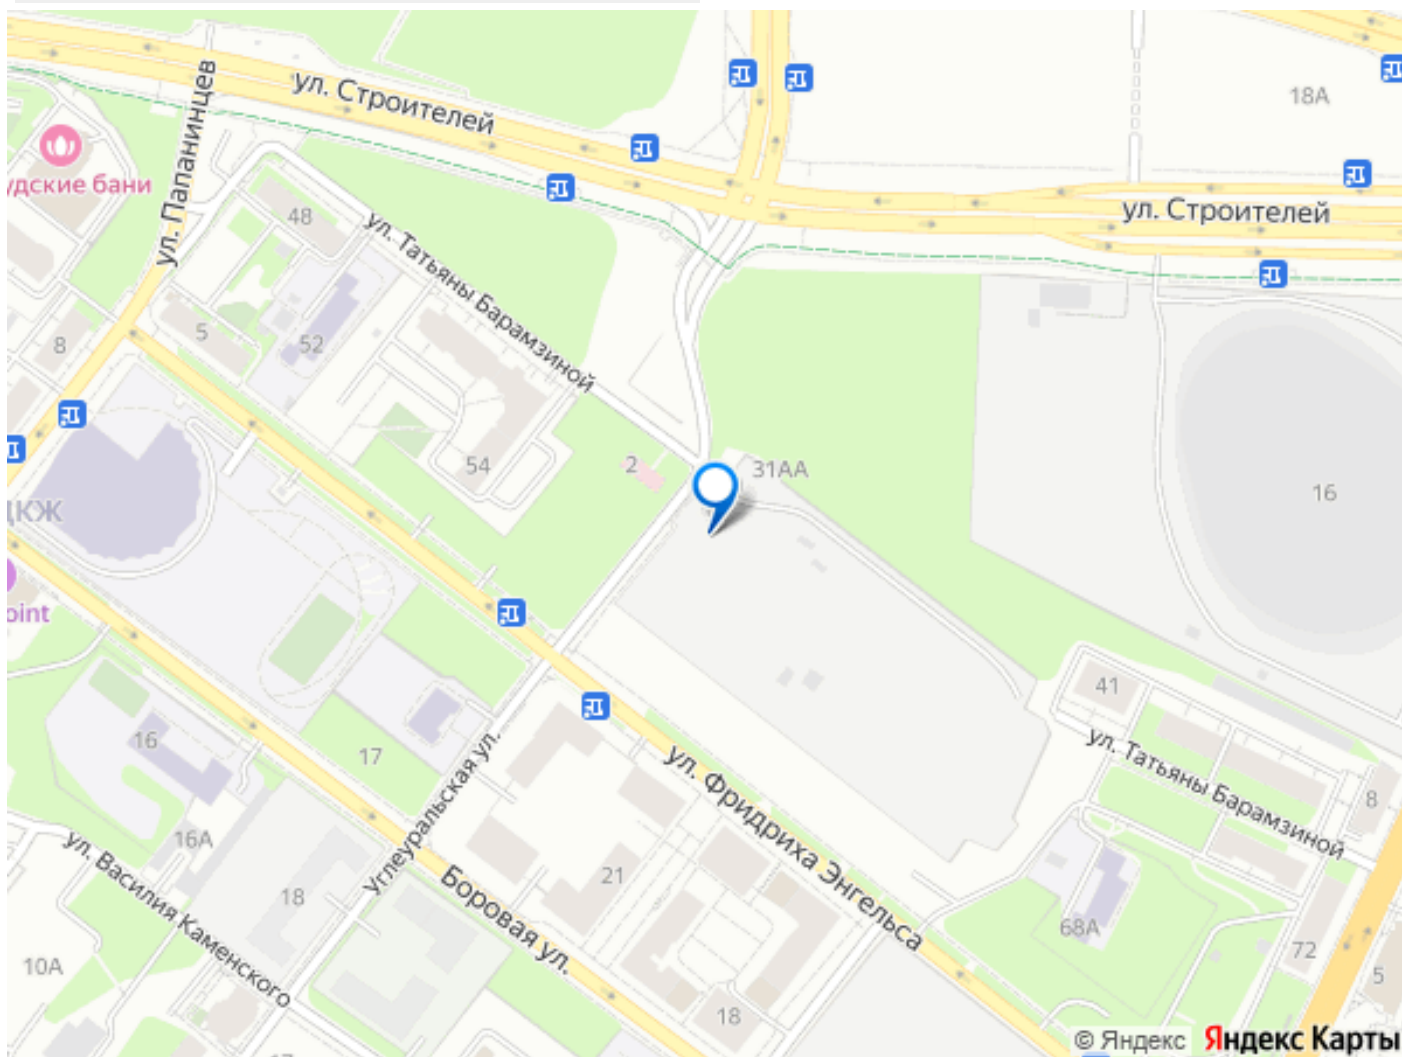 ул. Папанинцев
ул. Строителей
18А
удские бани
48
ул. Татьяны Барамзиной
ул. Строителей
5
52
8
54
2
31АА
16
ЦКЖ
oint
41
ул. Татьяны Барамзиной
8
16
17
Углеуральская ул.
ул. Фридриха Энгельса
16А
18
21
ул. Василия Каменского
Боровая ул.
68А
72
10А
5
18
© Яндекс Яндекс Карты